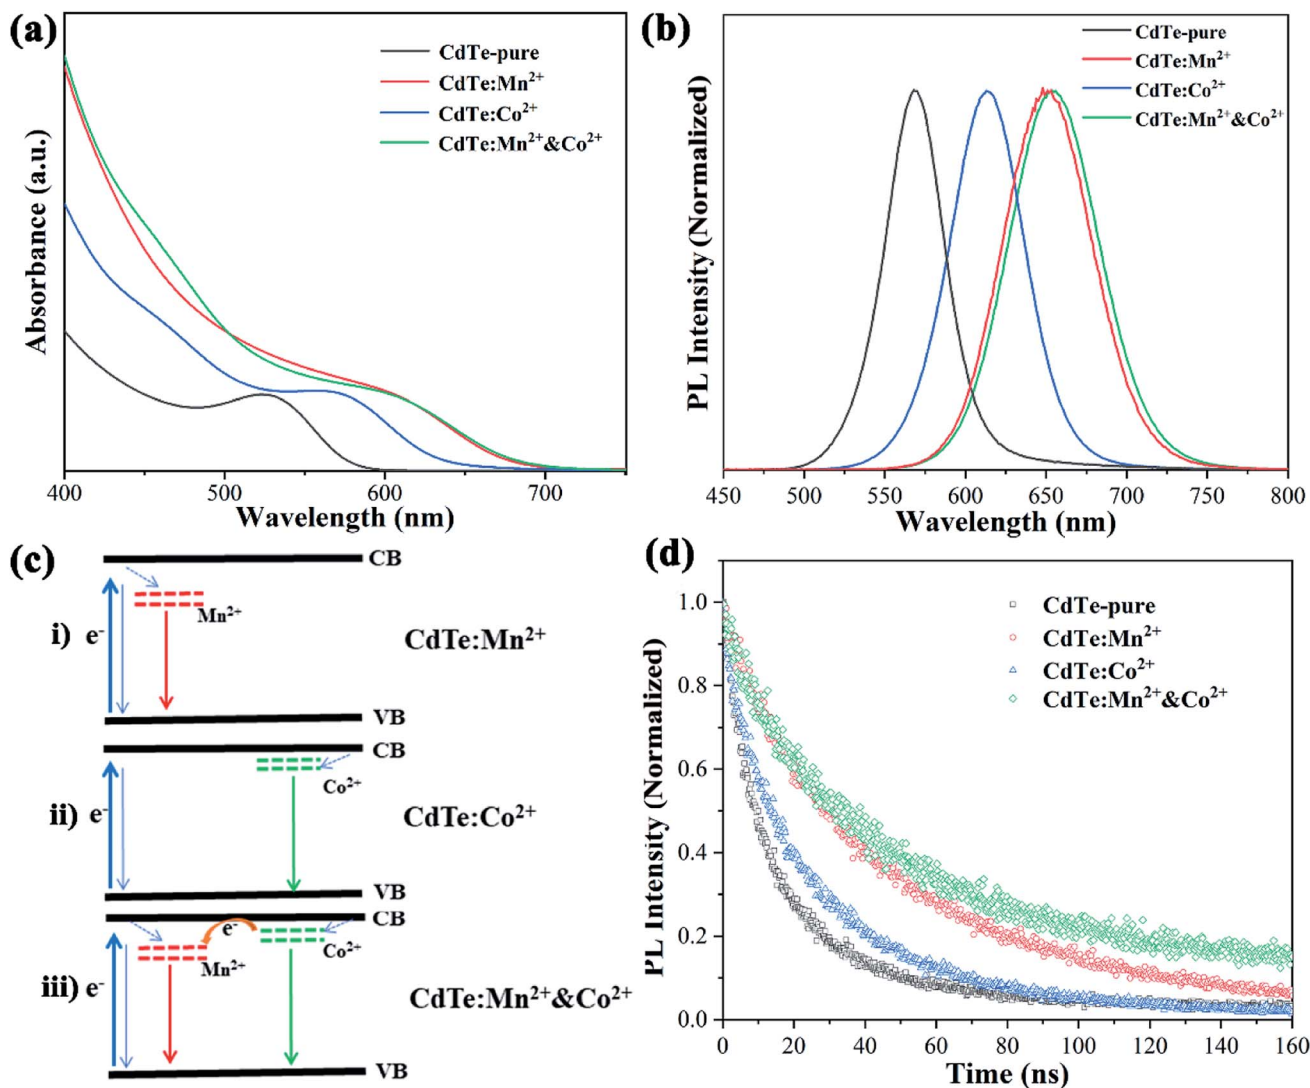 (a)
CdTe-pure
CdTe:Mn²⁺
CdTe:Co²⁺
CdTe:Mn²⁺&Co²⁺
Absorbance (a.u.)
400 500 600 700
Wavelength (nm)
(b)
CdTe-pure
CdTe:Mn²⁺
CdTe:Co²⁺
CdTe:Mn²⁺&Co²⁺
PL Intensity (Normalized)
450 500 550 600 650 700 750 800
Wavelength (nm)
(c)
CB
Mn²⁺
i) e⁻
CdTe:Mn²⁺
VB
CB
Co²⁺
ii) e⁻
CdTe:Co²⁺
VB
CB
e⁻
Mn²⁺
Co²⁺
iii) e⁻
CdTe:Mn²⁺&Co²⁺
VB
(d)
CdTe-pure
CdTe:Mn²⁺
CdTe:Co²⁺
CdTe:Mn²⁺&Co²⁺
PL Intensity (Normalized)
1.0
0.8
0.6
0.4
0.2
0.0
0 20 40 60 80 100 120 140 160
Time (ns)